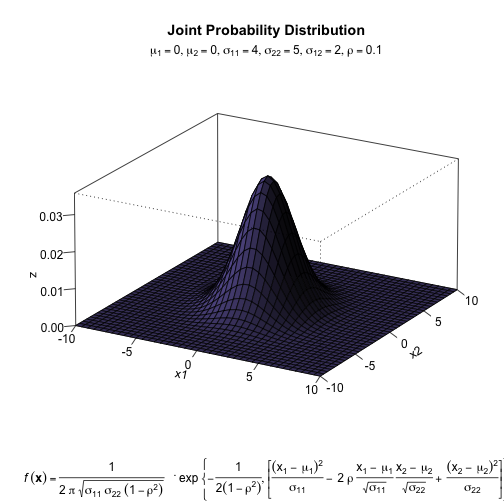 Joint Probability Distribution
μ₁ = 0, μ₂ = 0, σ₁₁ = 4, σ₂₂ = 5, σ₁₂ = 2, ρ = 0.1
0.03
0.02
0.01
0.00
z
-10
-5
0
5
10
x1
-10
-5
0
5
10
x2
f(x) = 1 / (2 π √(σ₁₁ σ₂₂ (1−ρ²))) · exp { − 1 / (2(1−ρ²)), [ (x₁ − μ₁)² / σ₁₁ − 2 ρ (x₁ − μ₁) / √σ₁₁ (x₂ − μ₂) / √σ₂₂ + (x₂ − μ₂)² / σ₂₂ ]